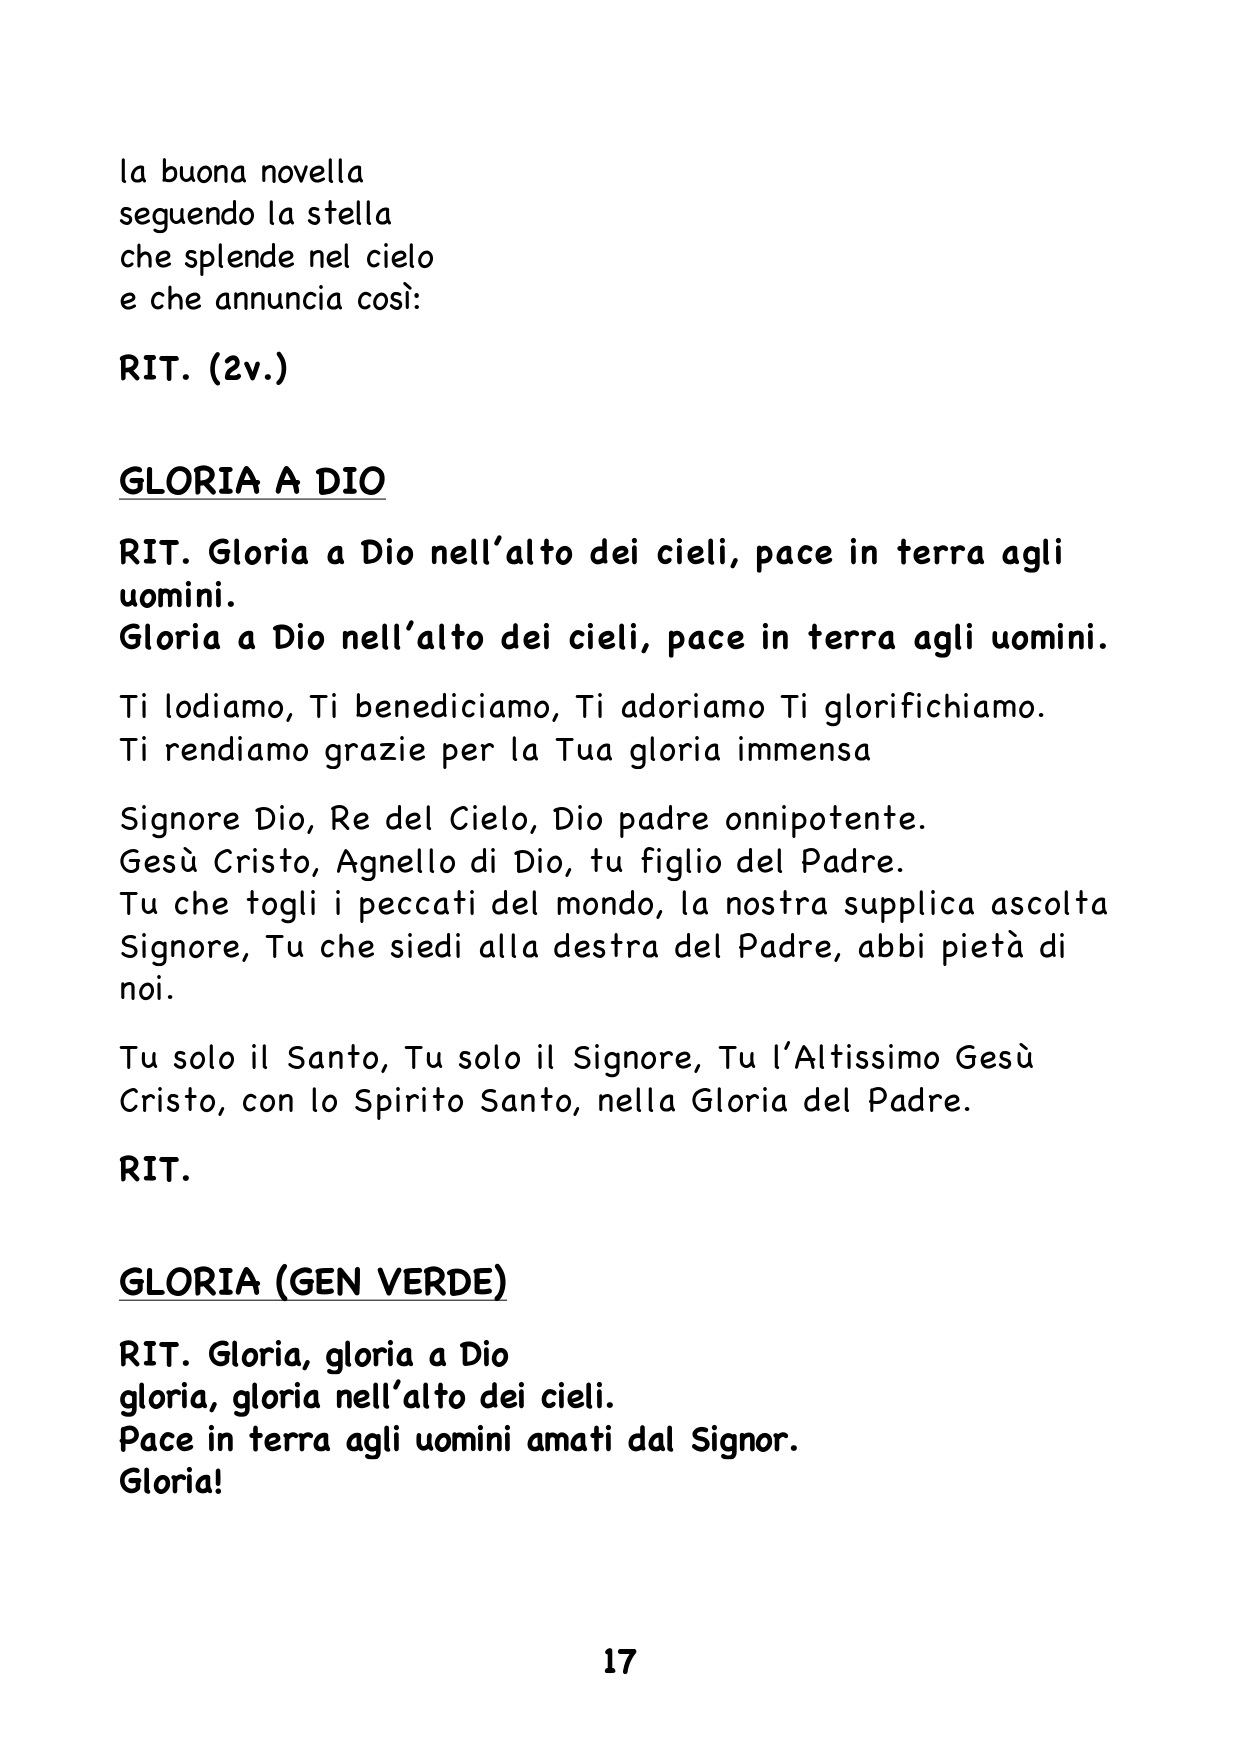 la buona novella
seguendo la stella
che splende nel cielo
e che annuncia così:
RIT. (2v.)
GLORIA A DIO
RIT. Gloria a Dio nell’alto dei cieli, pace in terra agli
uomini.
Gloria a Dio nell’alto dei cieli, pace in terra agli uomini.
Ti lodiamo, Ti benediciamo, Ti adoriamo Ti glorifichiamo.
Ti rendiamo grazie per la Tua gloria immensa
Signore Dio, Re del Cielo, Dio padre onnipotente.
Gesù Cristo, Agnello di Dio, tu figlio del Padre.
Tu che togli i peccati del mondo, la nostra supplica ascolta
Signore, Tu che siedi alla destra del Padre, abbi pietà di
noi.
Tu solo il Santo, Tu solo il Signore, Tu l’Altissimo Gesù
Cristo, con lo Spirito Santo, nella Gloria del Padre.
RIT.
GLORIA (GEN VERDE)
RIT. Gloria, gloria a Dio
gloria, gloria nell’alto dei cieli.
Pace in terra agli uomini amati dal Signor.
Gloria!
17